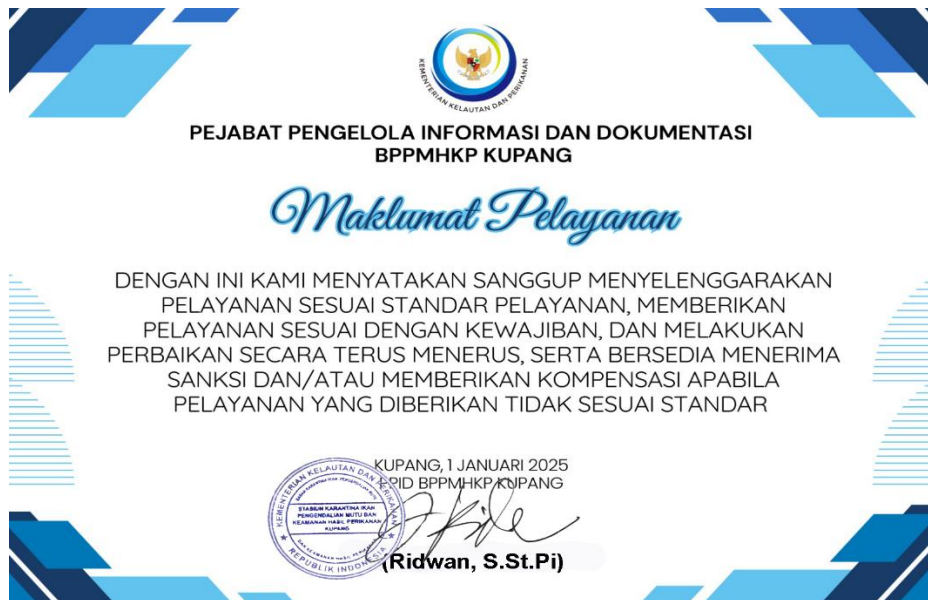 KEMENTERIAN KELAUTAN DAN PERIKANAN
PEJABAT PENGELOLA INFORMASI DAN DOKUMENTASI
BPPMHKP KUPANG
Maklumat Pelayanan
DENGAN INI KAMI MENYATAKAN SANGGUP MENYELENGGARAKAN
PELAYANAN SESUAI STANDAR PELAYANAN, MEMBERIKAN
PELAYANAN SESUAI DENGAN KEWAJIBAN, DAN MELAKUKAN
PERBAIKAN SECARA TERUS MENERUS, SERTA BERSEDIA MENERIMA
SANKSI DAN/ATAU MEMBERIKAN KOMPENSASI APABILA
PELAYANAN YANG DIBERIKAN TIDAK SESUAI STANDAR
KUPANG, 1 JANUARI 2025
PPID BPPMHKP KUPANG
KEMENTERIAN KELAUTAN DAN PERIKANAN
STASIUN KARANTINA IKAN
PENGENDALIAN MUTU DAN
KEAMANAN HASIL PERIKANAN
KUPANG
REPUBLIK INDONESIA
(Ridwan, S.St.Pi)